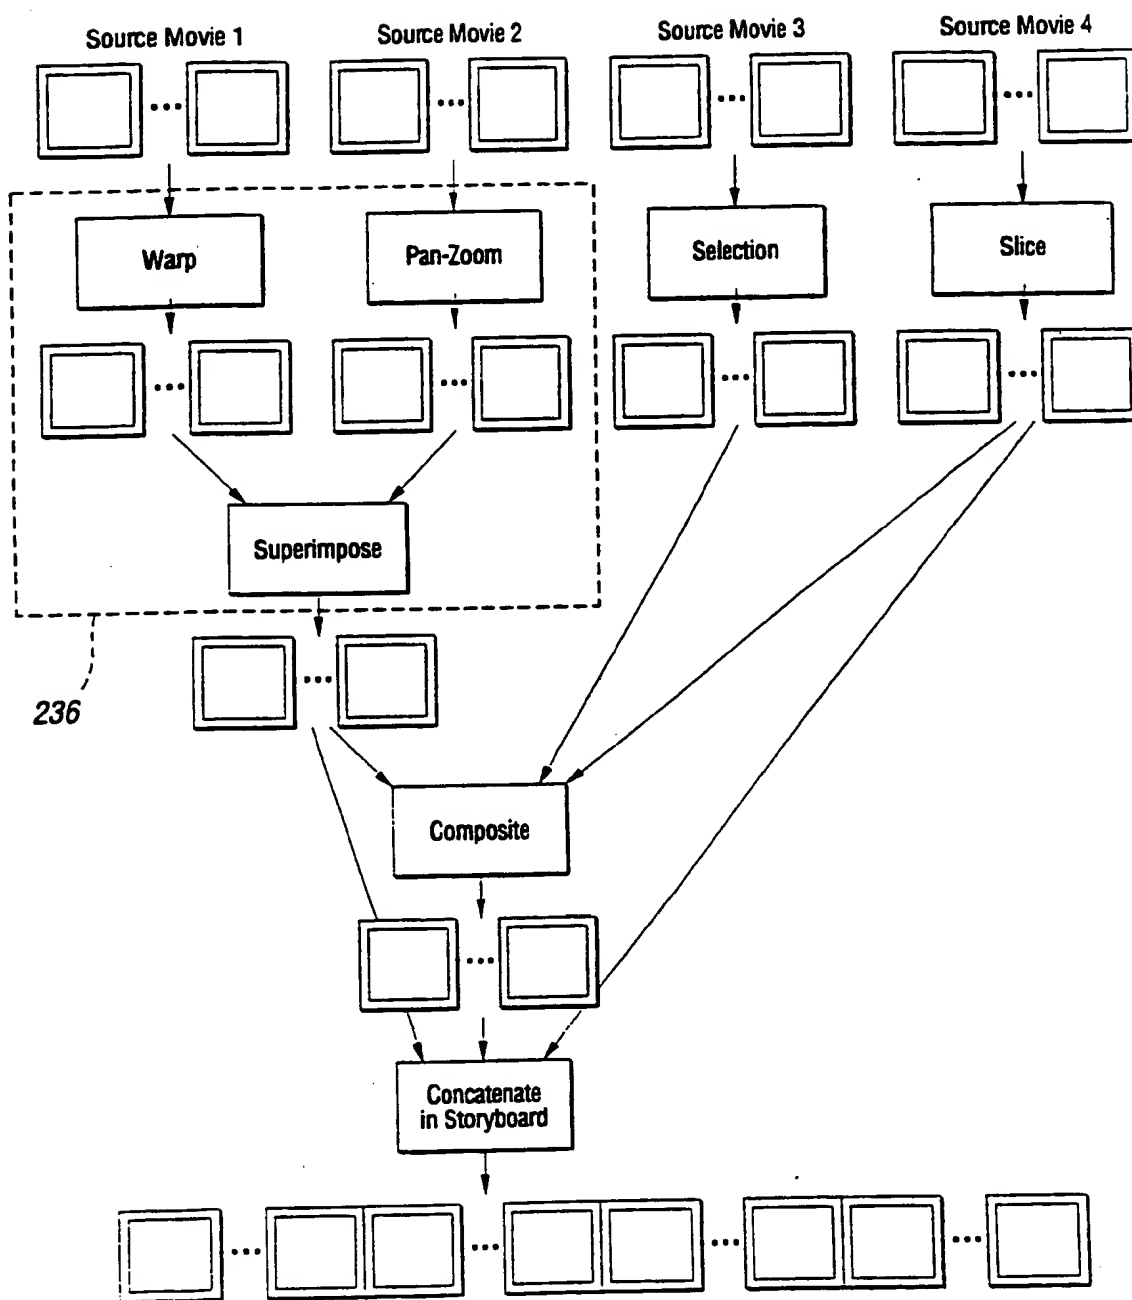 Source Movie 1
Source Movie 2
Source Movie 3
Source Movie 4
Warp
Pan-Zoom
Selection
Slice
Superimpose
236
Composite
Concatenate
in Storyboard